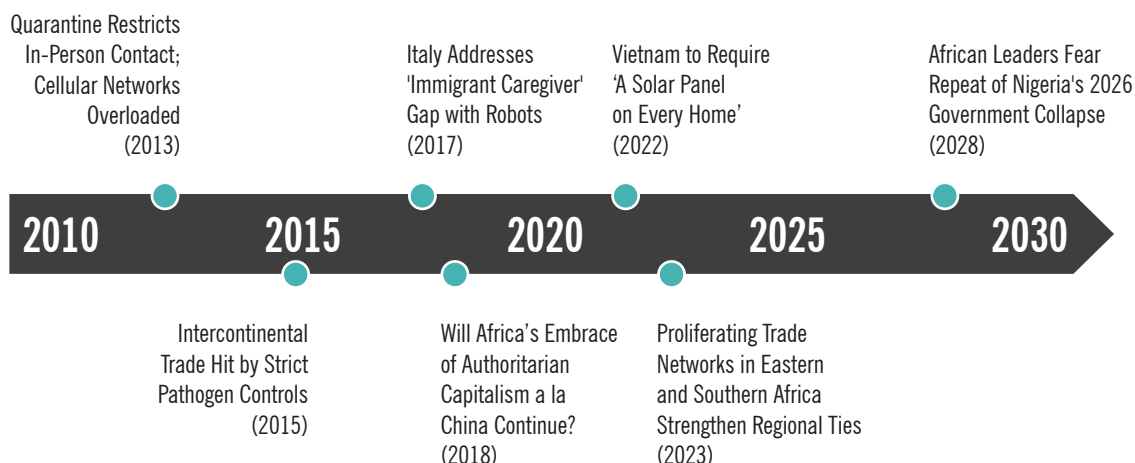 Quarantine Restricts
In-Person Contact;
Cellular Networks
Overloaded
(2013)
Italy Addresses
'Immigrant Caregiver'
Gap with Robots
(2017)
Vietnam to Require
‘A Solar Panel
on Every Home’
(2022)
African Leaders Fear
Repeat of Nigeria's 2026
Government Collapse
(2028)
2010 2015 2020 2025 2030
Intercontinental
Trade Hit by Strict
Pathogen Controls
(2015)
Will Africa’s Embrace
of Authoritarian
Capitalism a la
China Continue?
(2018)
Proliferating Trade
Networks in Eastern
and Southern Africa
Strengthen Regional Ties
(2023)